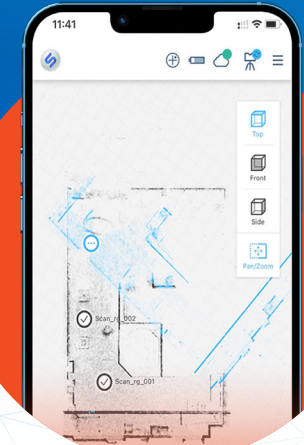 11:41
Top
Front
Side
Pan/Zoom
Scan_rg_002
Scan_rg_001